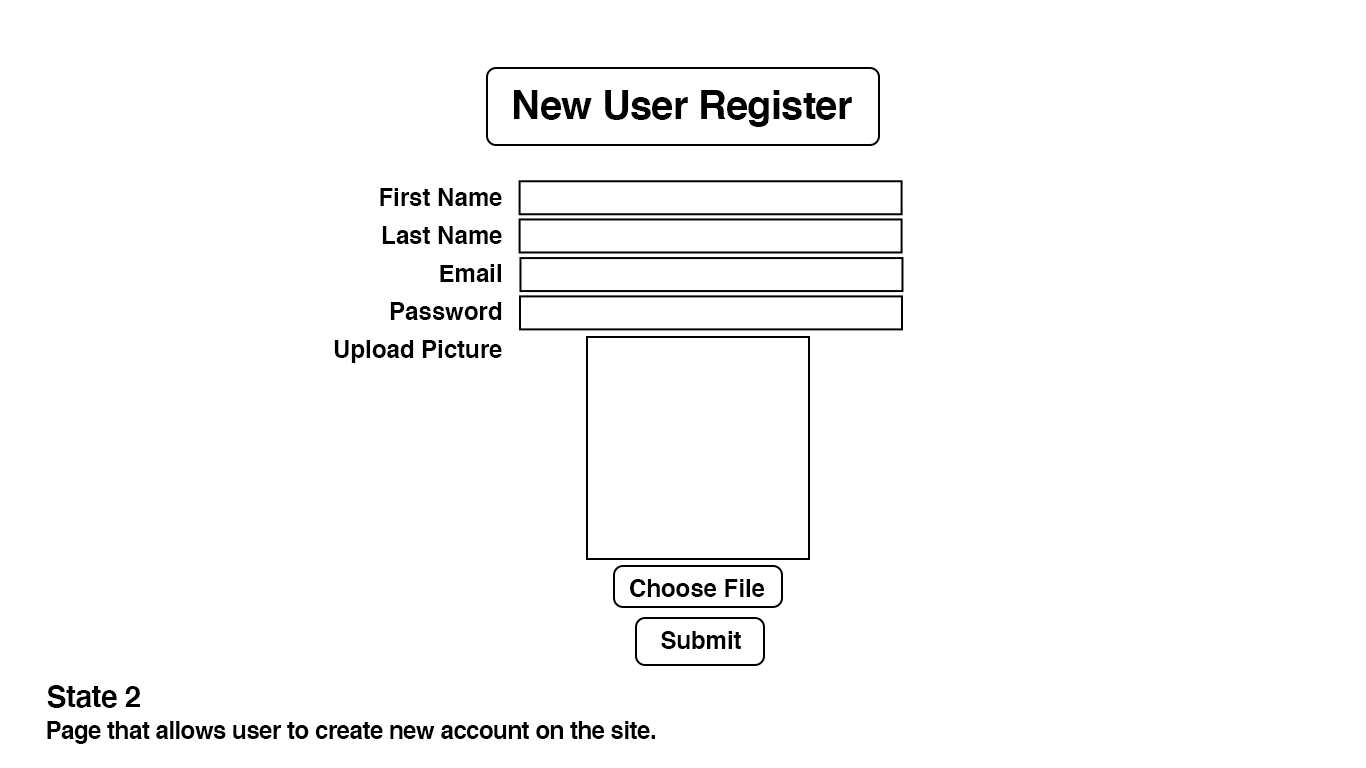 New User Register
First Name
Last Name
Email
Password
Upload Picture
Choose File
Submit
State 2
Page that allows user to create new account on the site.